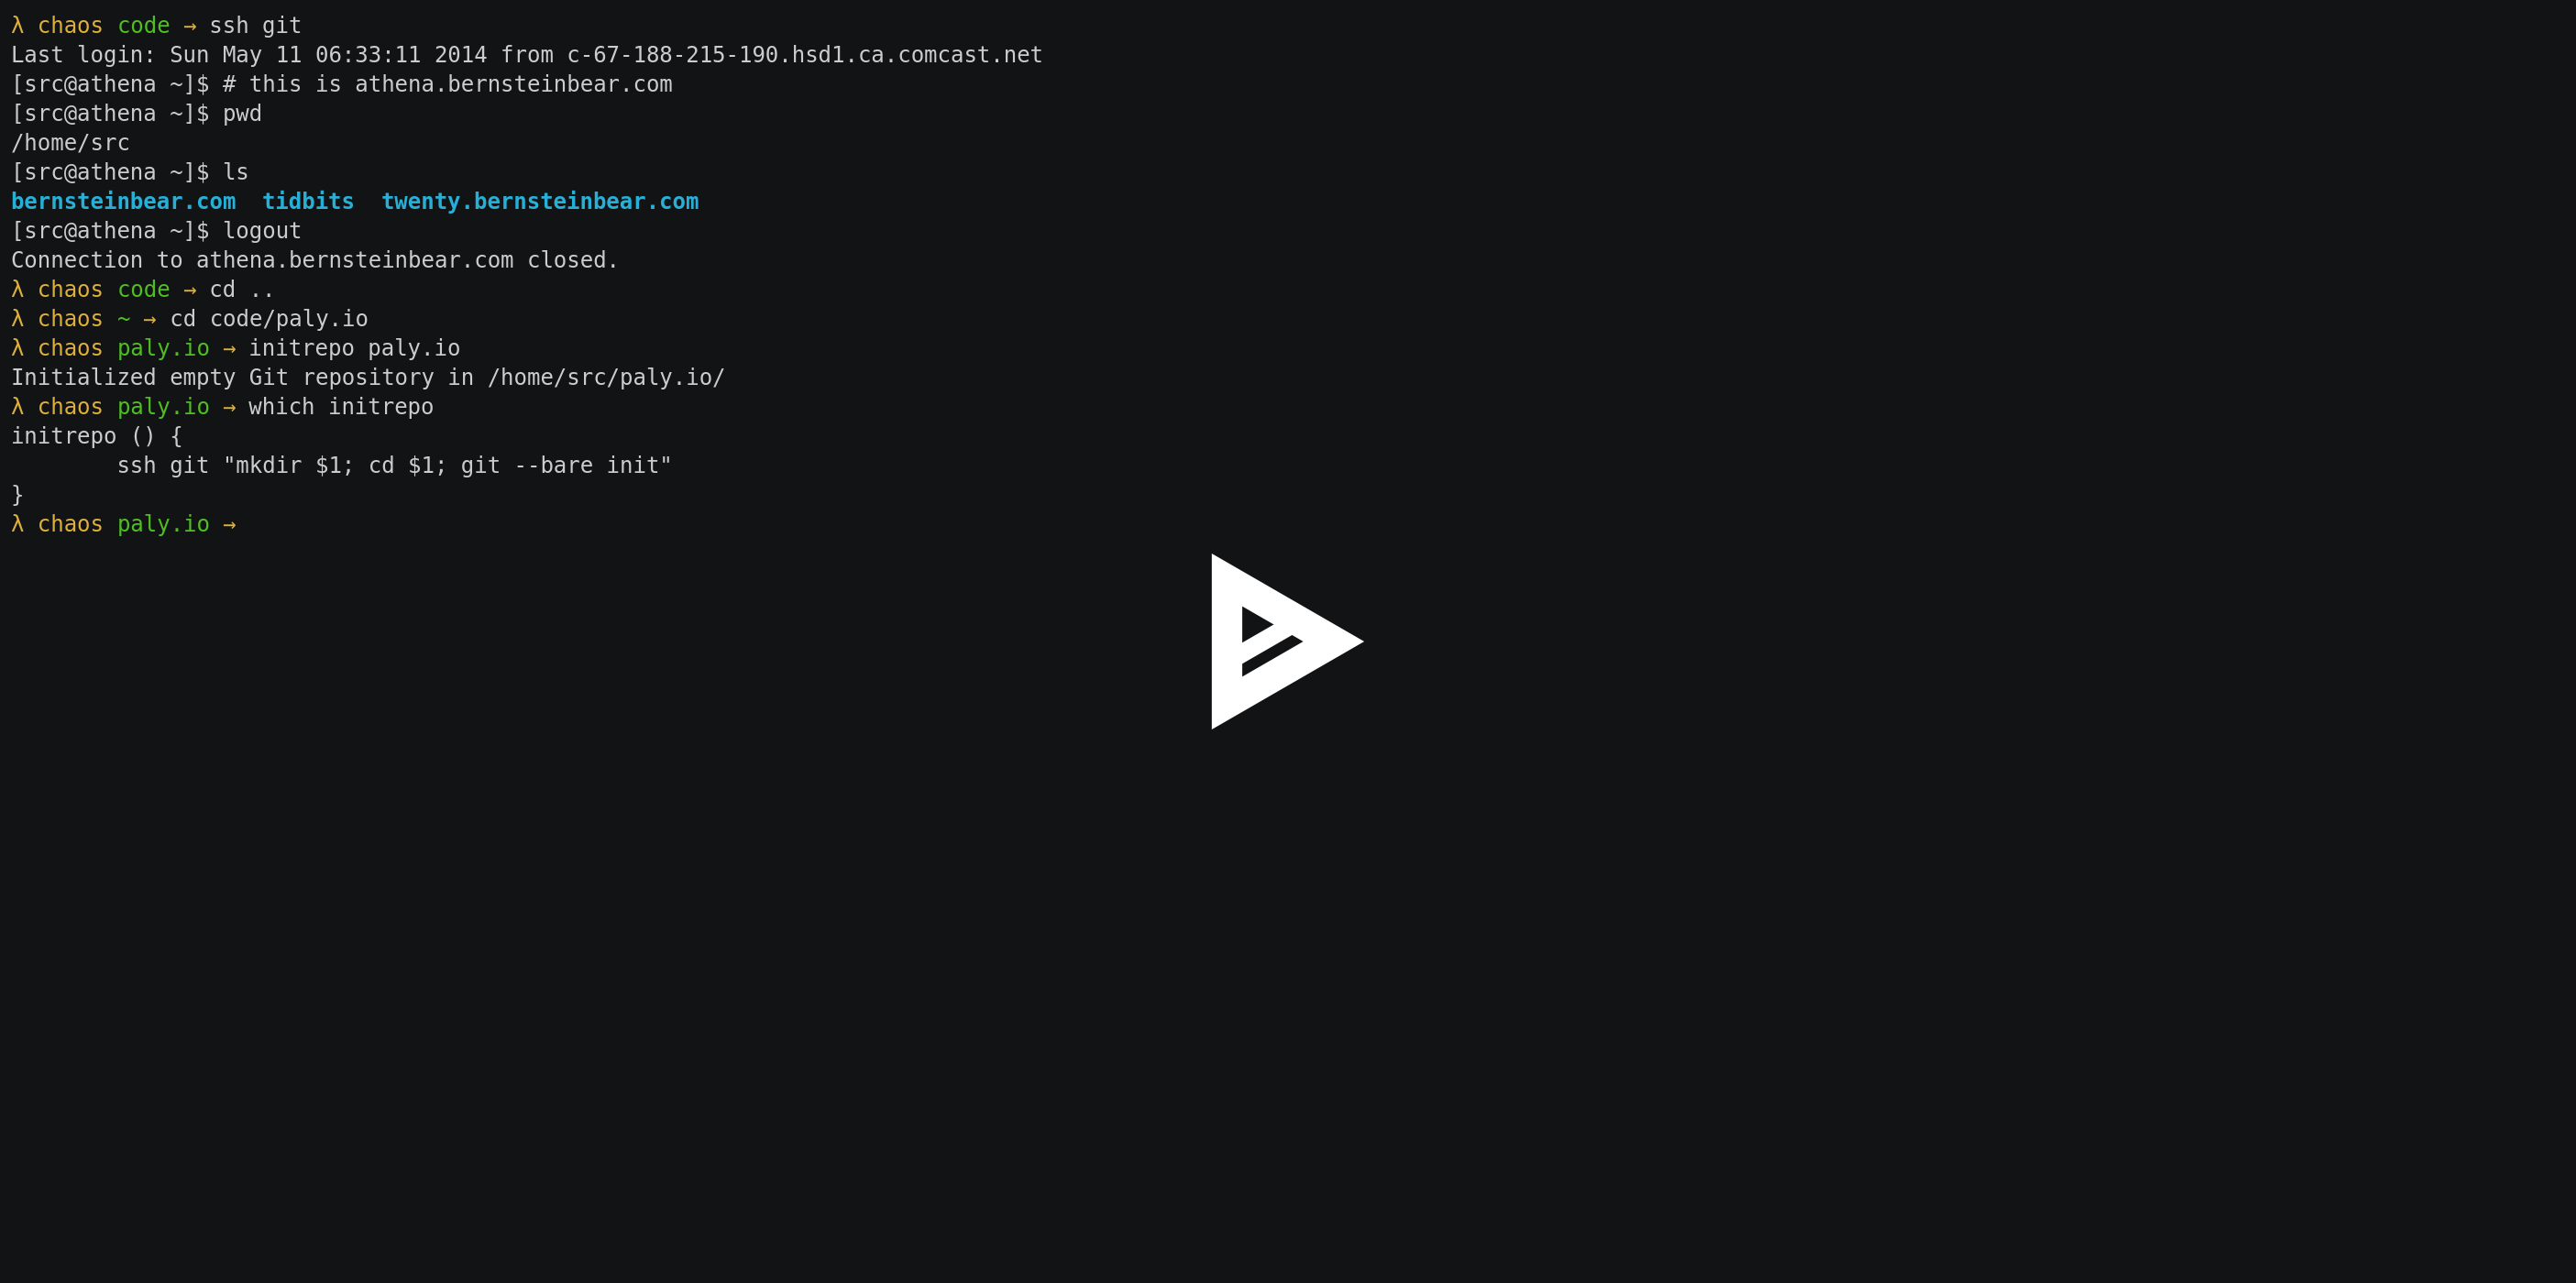 λ chaos code → ssh git
Last login: Sun May 11 06:33:11 2014 from c-67-188-215-190.hsd1.ca.comcast.net
[src@athena ~]$ # this is athena.bernsteinbear.com
[src@athena ~]$ pwd
/home/src
[src@athena ~]$ ls
bernsteinbear.com  tidbits  twenty.bernsteinbear.com
[src@athena ~]$ logout
Connection to athena.bernsteinbear.com closed.
λ chaos code → cd ..
λ chaos ~ → cd code/paly.io
λ chaos paly.io → initrepo paly.io
Initialized empty Git repository in /home/src/paly.io/
λ chaos paly.io → which initrepo
initrepo () {
        ssh git "mkdir $1; cd $1; git --bare init"
}
λ chaos paly.io →